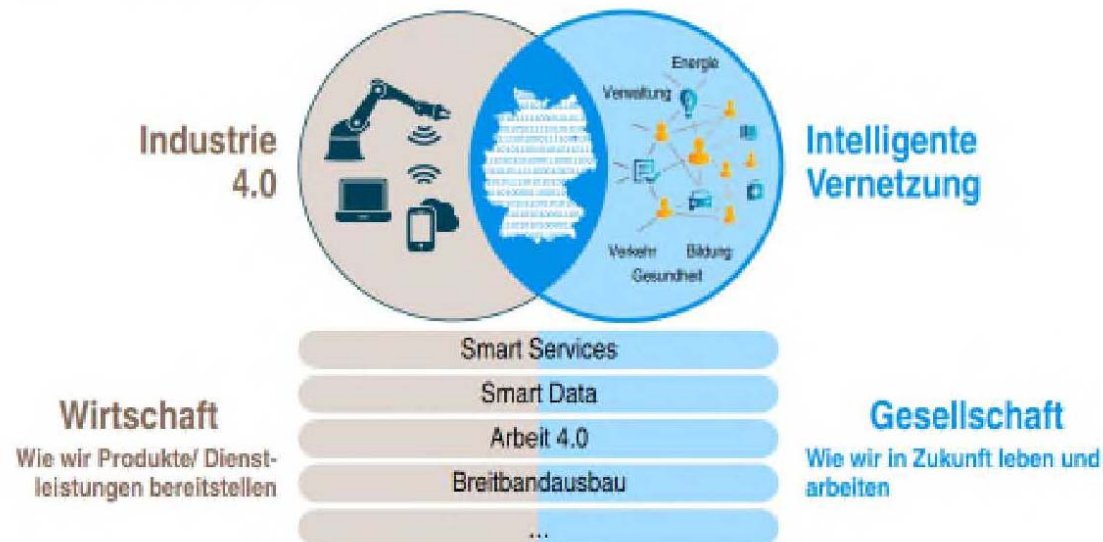 Industrie
4.0
Energie
Verwaltung
Verkehr
Bildung
Gesundheit
Intelligente
Vernetzung
Smart Services
Smart Data
Arbeit 4.0
Breitbandausbau
...
Wirtschaft
Wie wir Produkte/ Dienst-
leistungen bereitstellen
Gesellschaft
Wie wir in Zukunft leben und
arbeiten